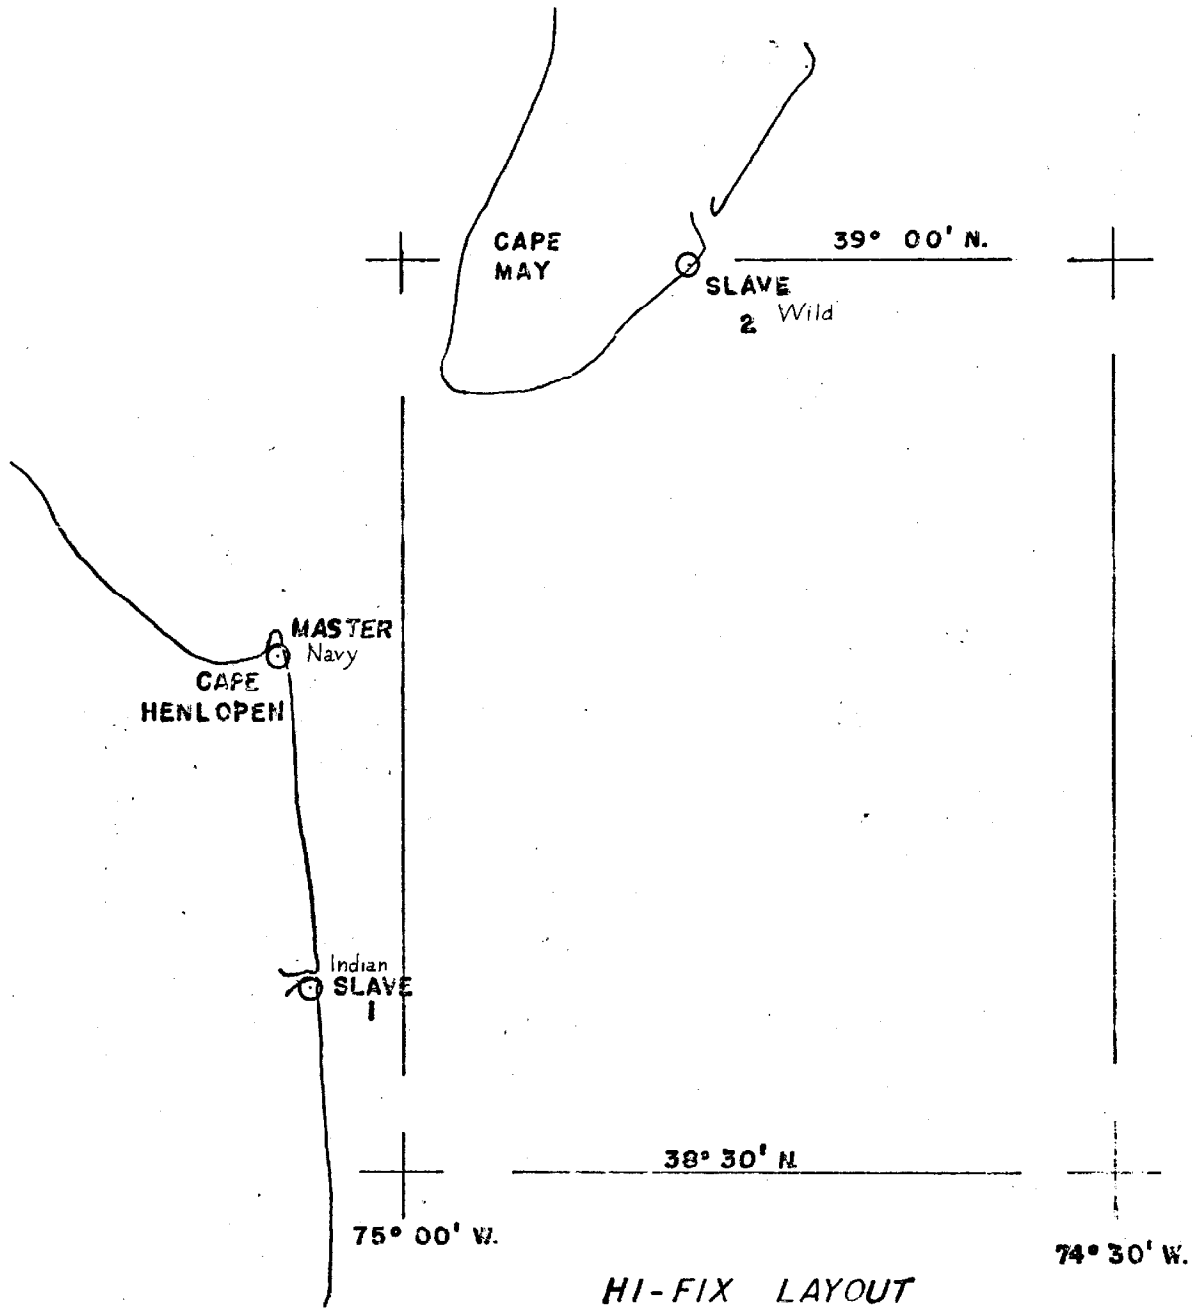 CAPE
MAY
39° 00' N.
SLAVE
2 Wild
MASTER
Navy
CAPE
HENLOPEN
Indian
SLAVE
1
38° 30' N.
75° 00' W.
74° 30' W.
HI-FIX LAYOUT